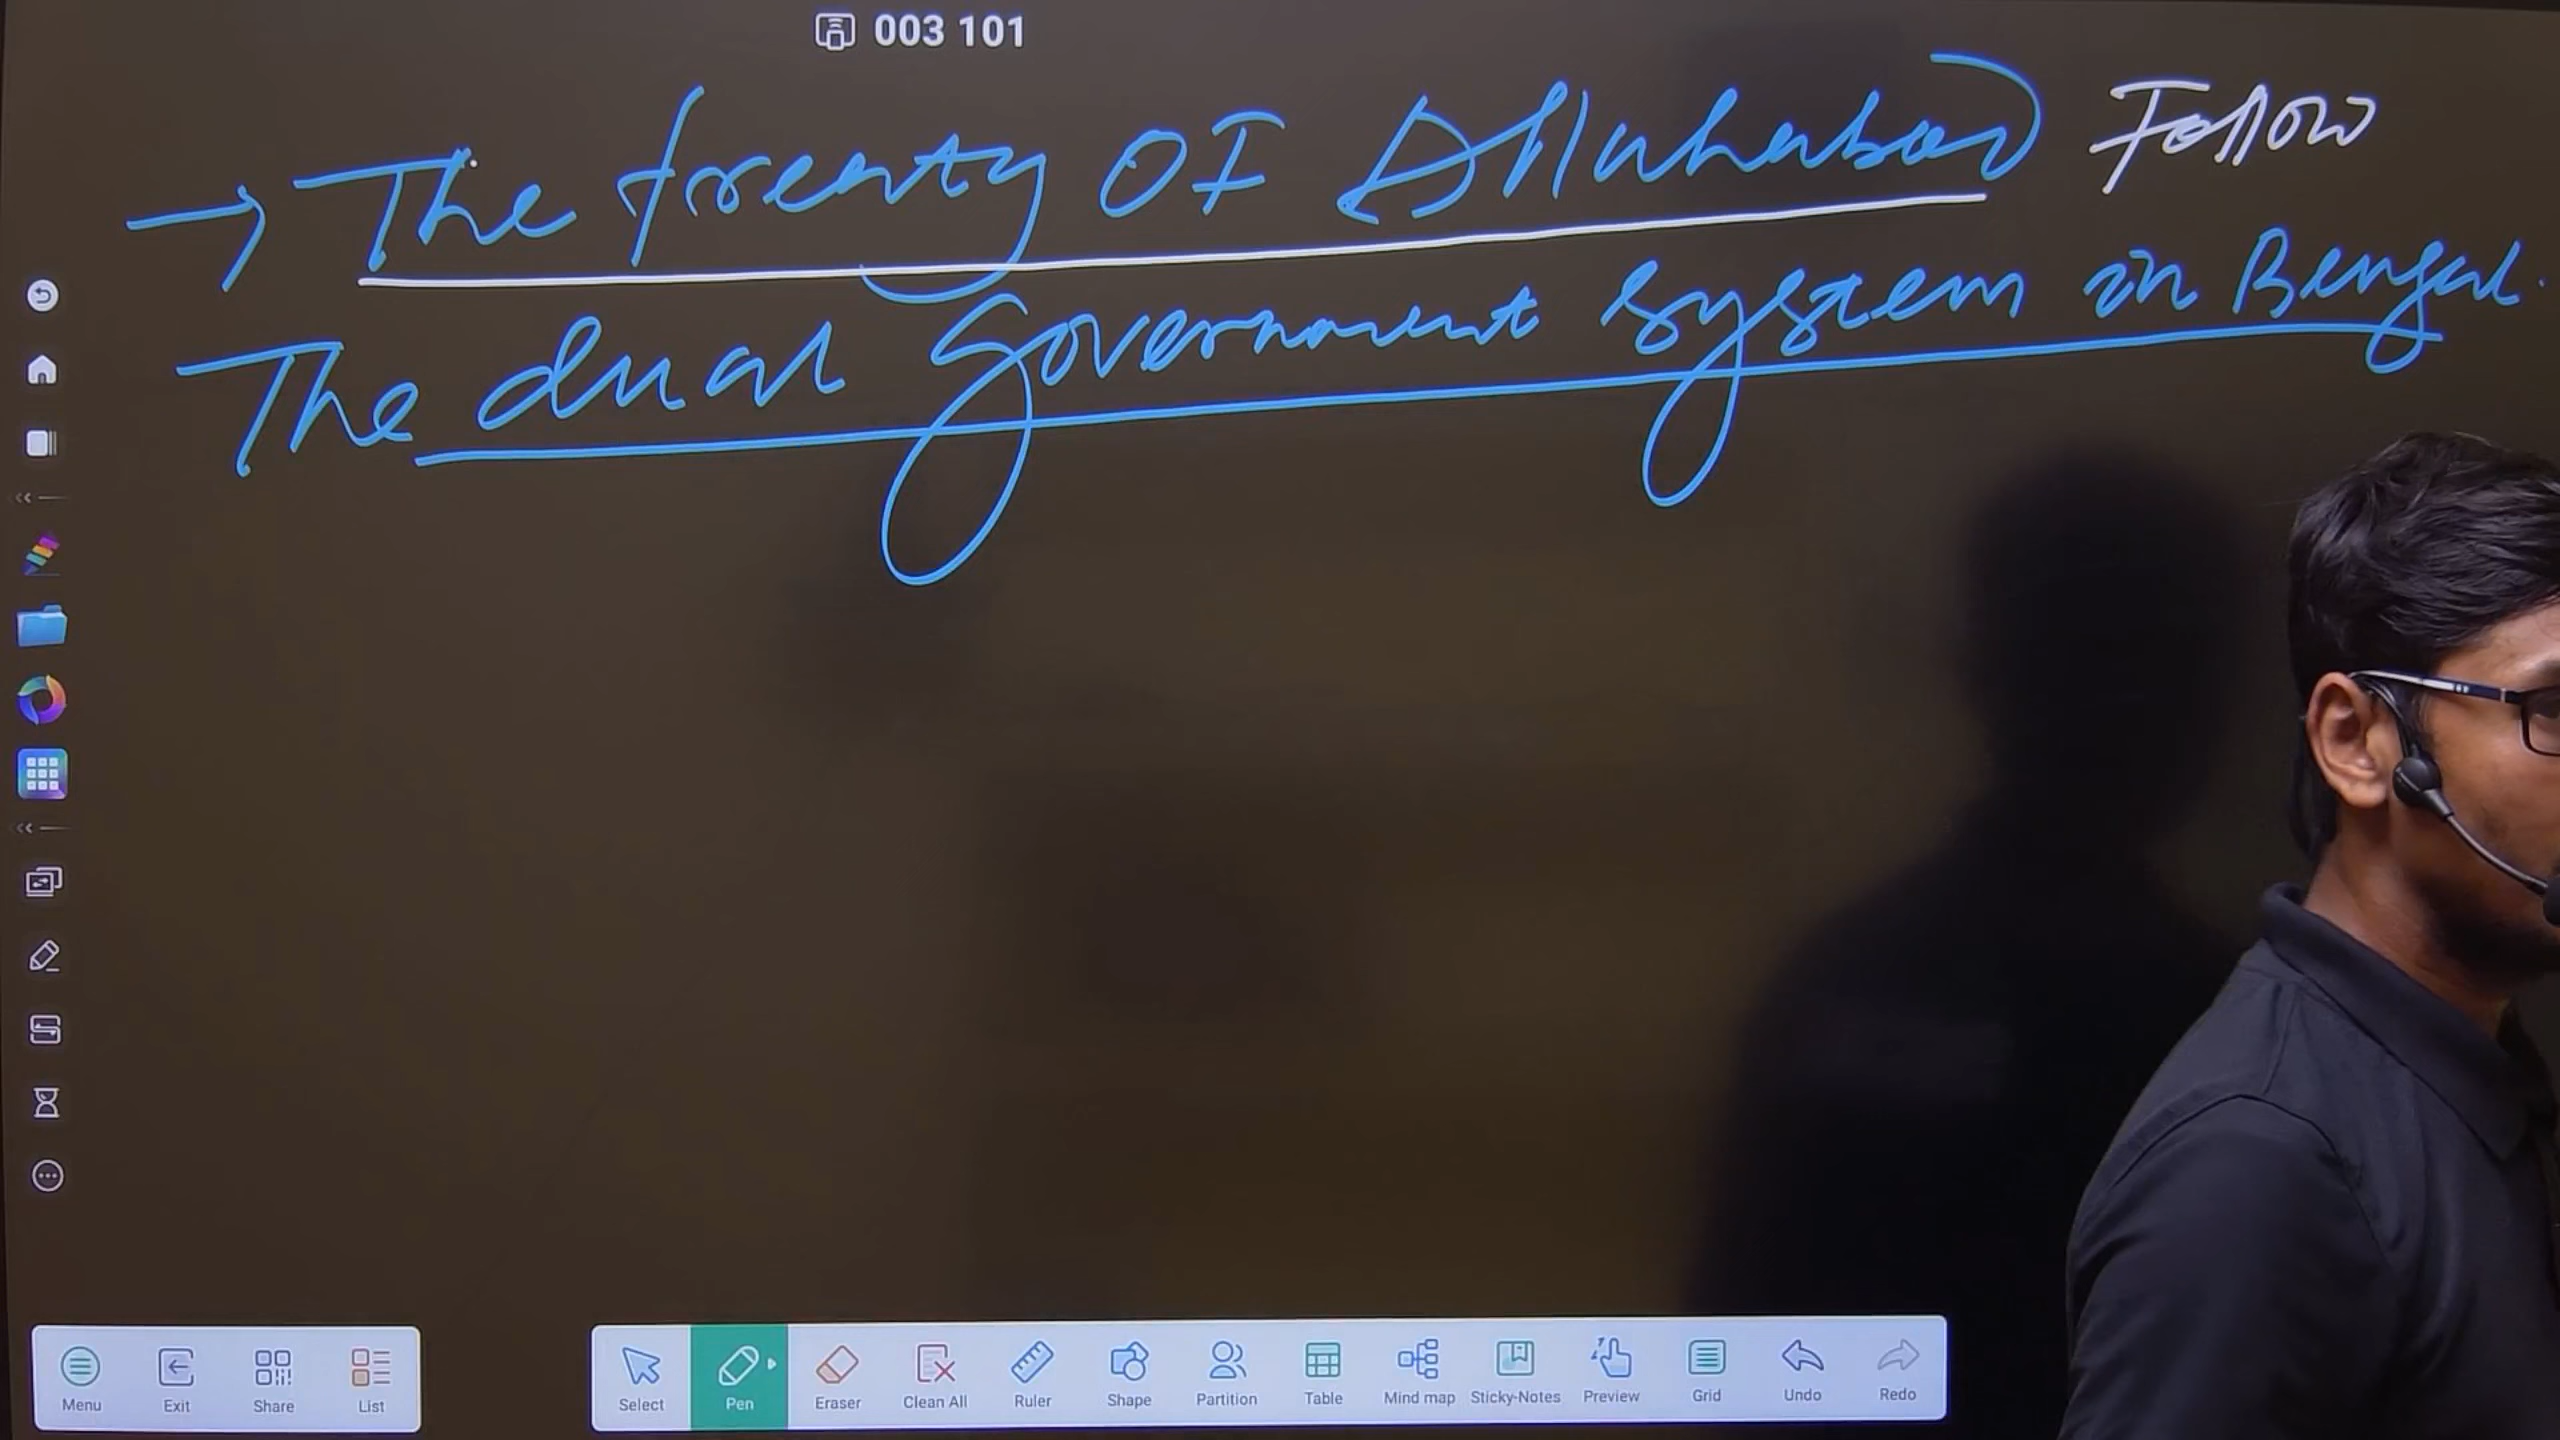 003 101
→ The treaty OF Allahabad Follow
The dual Government system in Bengal.
Menu Exit Share List
Select Pen Eraser Clean All Ruler Shape Partition Table Mind map Sticky-Notes Preview Grid Undo Redo